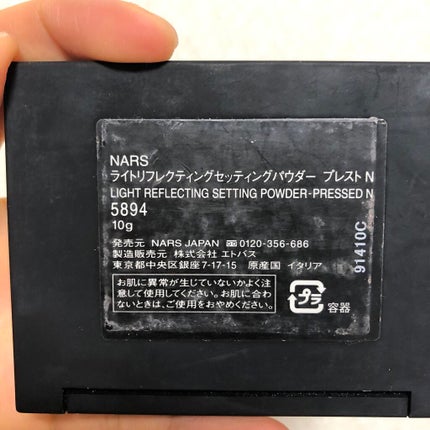 NARS
ライトリフレクティングセッティングパウダー プレスト N
LIGHT REFLECTING SETTING POWDER-PRESSED N
5894
10g
発売元 NARS JAPAN 0120-356-686
製造販売元 株式会社 エトバス
東京都中央区銀座7-17-15 原産国 イタリア
お肌に異常が生じていないかよく注
意して使用してください。お肌に合わ
ないときは、ご使用をおやめください。
プラ
容器
91410C